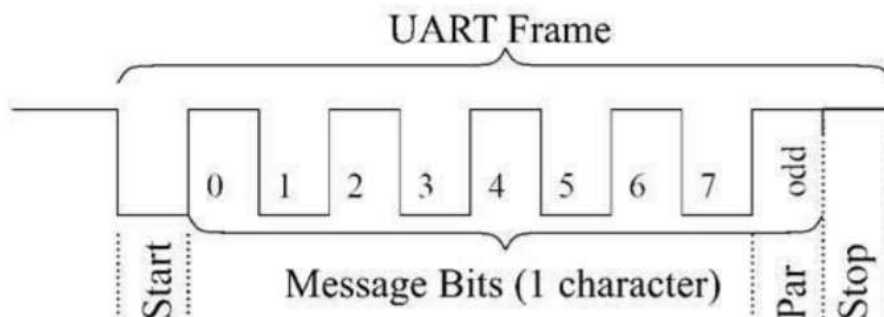 UART Frame
0 1 2 3 4 5 6 7 odd
Start Message Bits (1 character) Par Stop